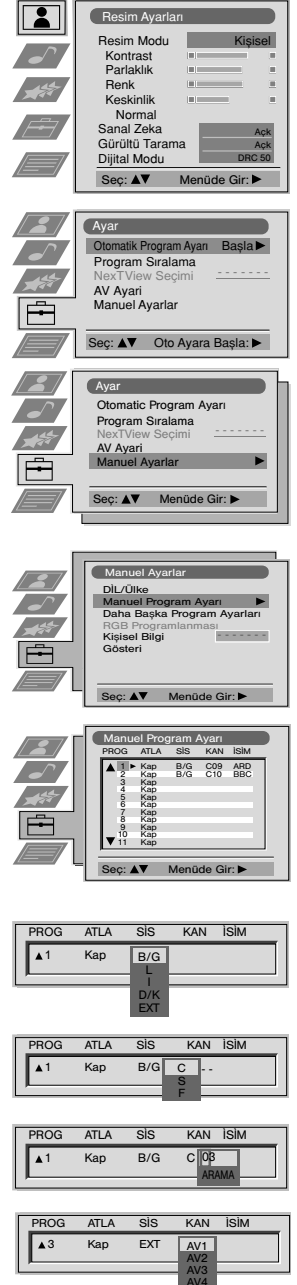 Resim Ayarları
Resim Modu Kişisel
Kontrast
Parlaklık
Renk
Keskinlik
Normal
Sanal Zeka Açk
Gürültü Tarama Açk
Dijital Modu DRC 50
Seç: ▲▼ Menüde Gir: ▶
Ayar
Otomatik Program Ayarı Başla ▶
Program Sıralama
NexTView Seçimi - - - - - - -
AV Ayari
Manuel Ayarlar
Seç: ▲▼ Oto Ayara Başla: ▶
Ayar
Otomatic Program Ayarı
Program Sıralama
NexTView Seçimi - - - - - - -
AV Ayari
Manuel Ayarlar ▶
Seç: ▲▼ Menüde Gir: ▶
Manuel Ayarlar
DİL/Ülke
Manuel Program Ayarı ▶
Daha Başka Program Ayarları
RGB Programlanması
Kişisel Bilgi - - - - - - -
Gösteri
Seç: ▲▼ Menüde Gir: ▶
Manuel Program Ayarı
PROG ATLA SİS KAN İSİM
▲ 1 ▶ Kap B/G C09 ARD
2 Kap B/G C10 BBC
3 Kap
4 Kap
5 Kap
6 Kap
7 Kap
8 Kap
9 Kap
10 Kap
▼ 11 Kap
Seç: ▲▼ Menüde Gir: ▶
PROG ATLA SİS KAN İSİM
▲1 Kap B/G
L
I
D/K
EXT
PROG ATLA SİS KAN İSİM
▲1 Kap B/G C - -
S
F
PROG ATLA SİS KAN İSİM
▲1 Kap B/G C 03
ARAMA
PROG ATLA SİS KAN İSİM
▲3 Kap EXT AV1
AV2
AV3
AV4